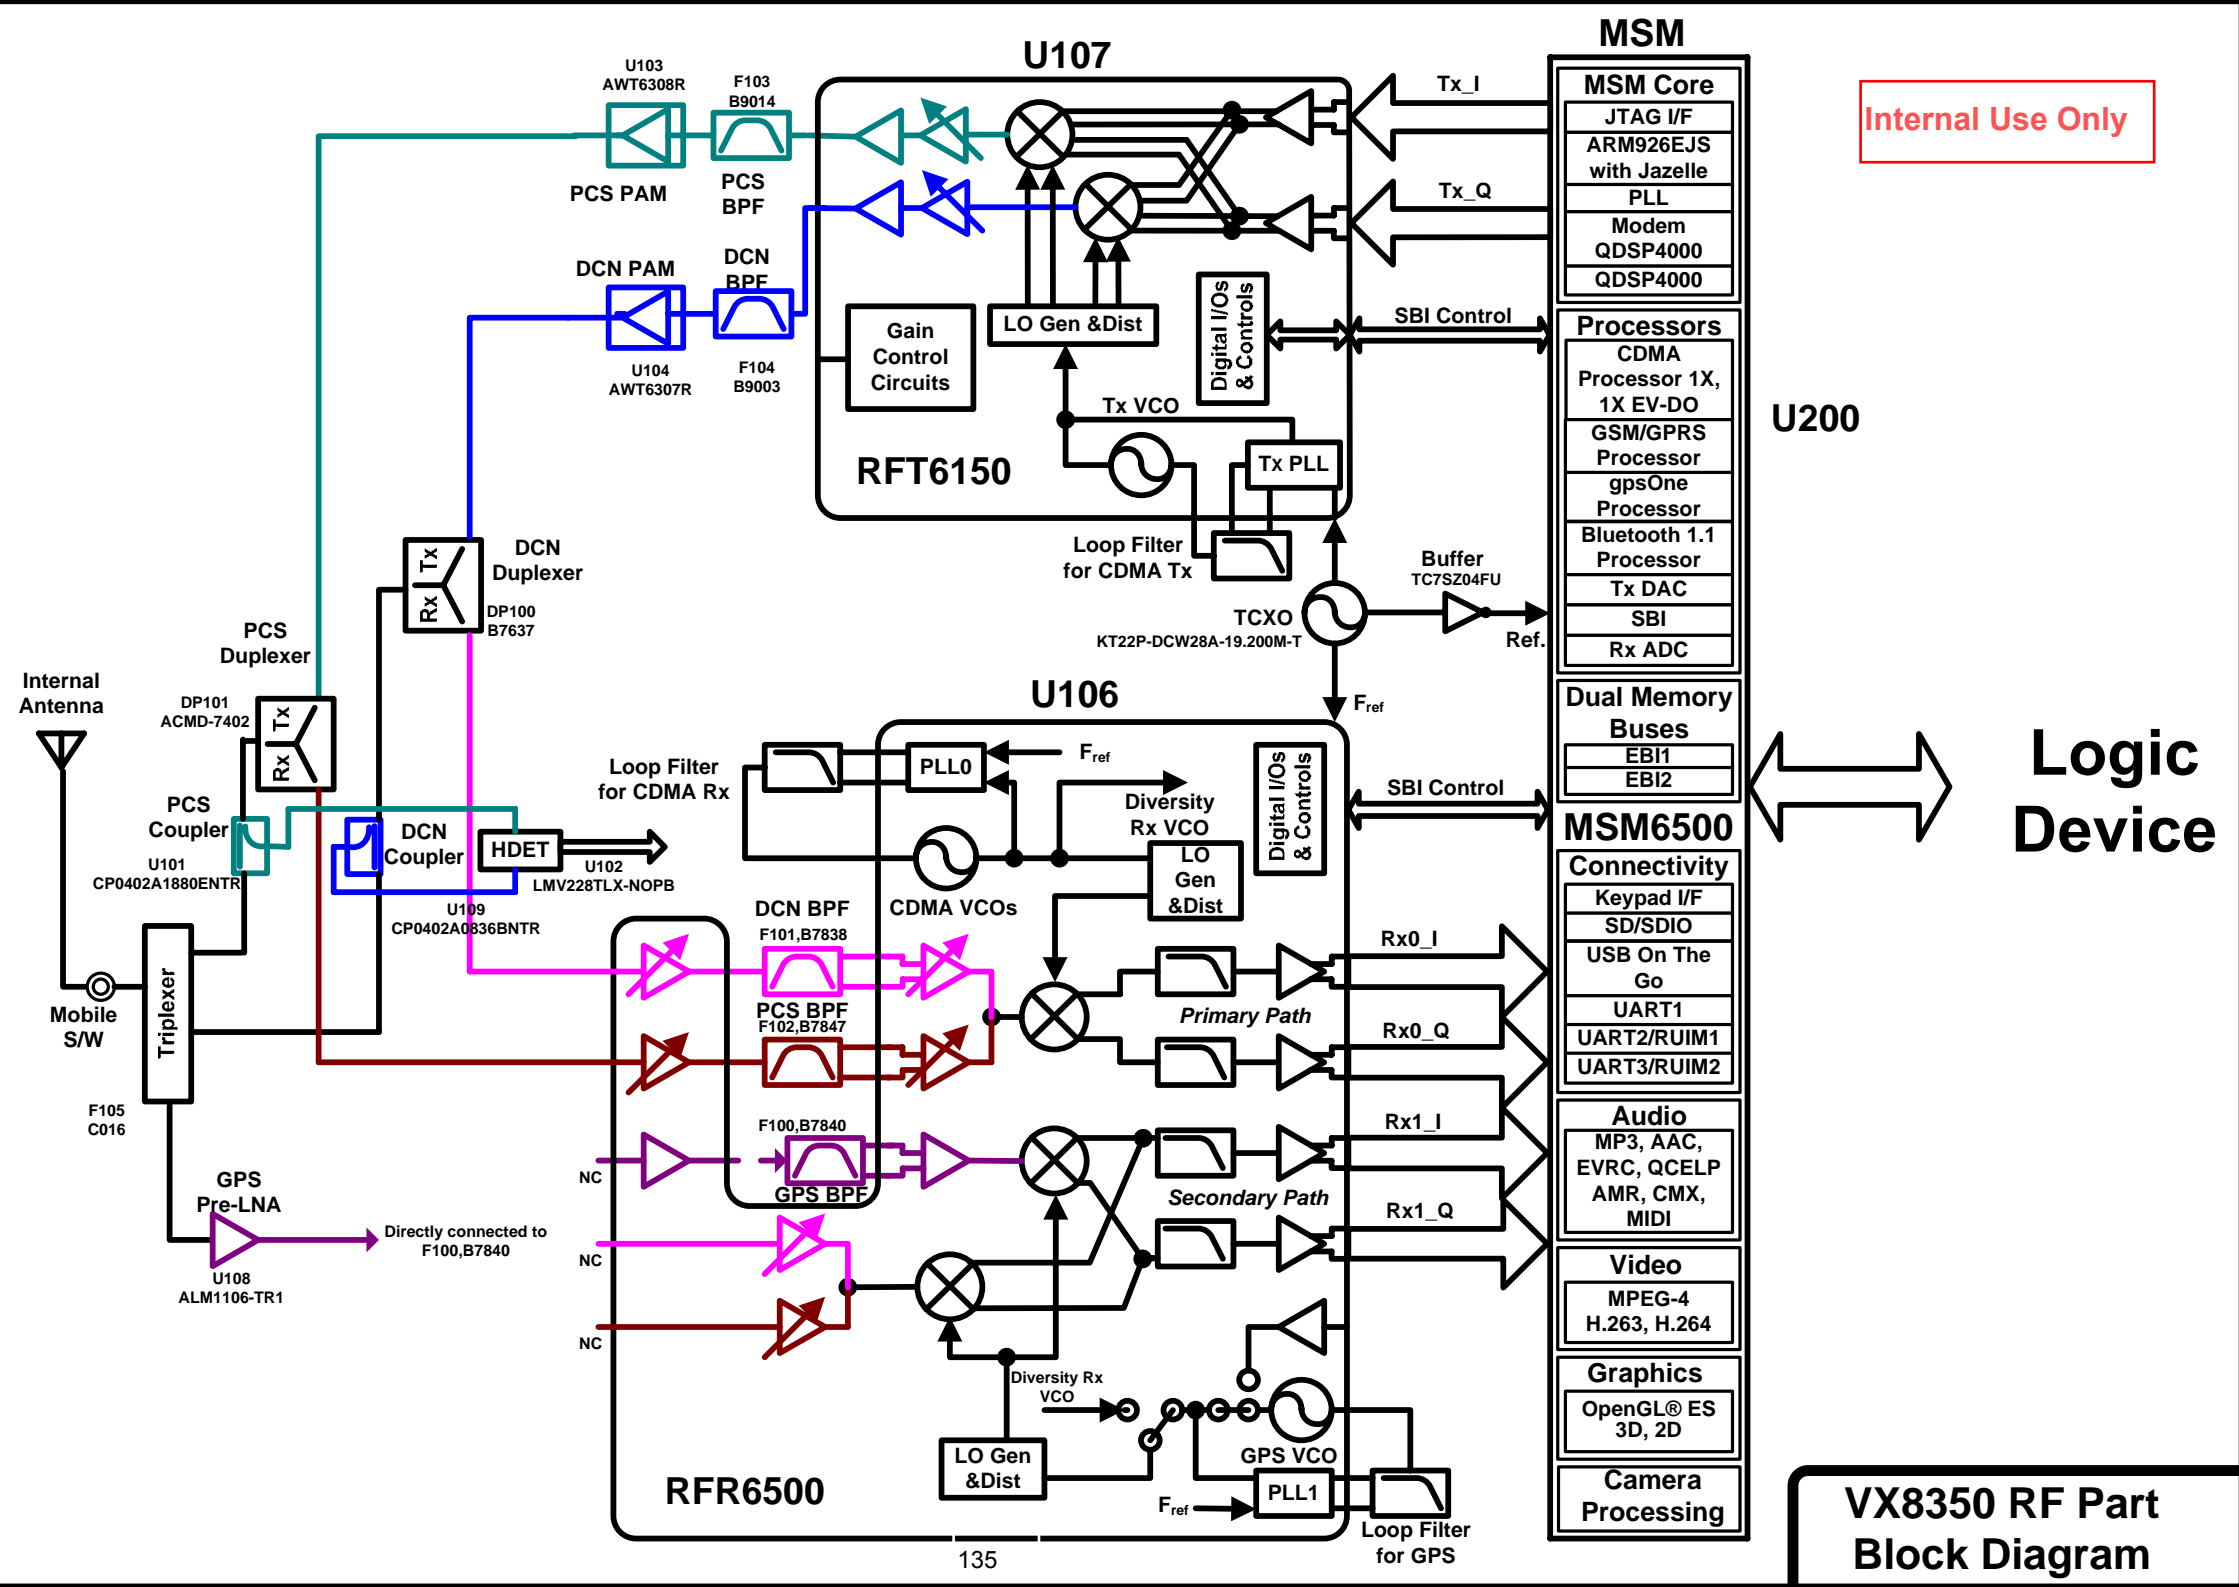 U107
MSM
Internal Use Only
U103
AWT6308R
F103
B9014
PCS PAM
PCS
BPF
DCN PAM
DCN
BPF
U104
AWT6307R
F104
B9003
Gain
Control
Circuits
LO Gen &Dist
Digital I/Os
& Controls
Tx VCO
Tx PLL
RFT6150
Tx_I
Tx_Q
SBI Control
MSM Core
JTAG I/F
ARM926EJS
with Jazelle
PLL
Modem
QDSP4000
QDSP4000
Processors
CDMA
Processor 1X,
1X EV-DO
GSM/GPRS
Processor
gpsOne
Processor
Bluetooth 1.1
Processor
Tx DAC
SBI
Rx ADC
Dual Memory
Buses
EBI1
EBI2
MSM6500
Connectivity
Keypad I/F
SD/SDIO
USB On The
Go
UART1
UART2/RUIM1
UART3/RUIM2
Audio
MP3, AAC,
EVRC, QCELP
AMR, CMX,
MIDI
Video
MPEG-4
H.263, H.264
Graphics
OpenGL® ES
3D, 2D
Camera
Processing
U200
Logic
Device
Loop Filter
for CDMA Tx
Buffer
TC7SZ04FU
TCXO
KT22P-DCW28A-19.200M-T
Ref.
Fref
DCN
Duplexer
Tx
Rx
DP100
B7637
PCS
Duplexer
DP101
ACMD-7402
Tx
Rx
Internal
Antenna
PCS
Coupler
U101
CP0402A1880ENTR
DCN
Coupler
HDET
U102
LMV228TLX-NOPB
U109
CP0402A0836BNTR
Mobile
S/W
Triplexer
F105
C016
GPS
Pre-LNA
U108
ALM1106-TR1
Directly connected to
F100,B7840
U106
Loop Filter
for CDMA Rx
PLL0
Fref
Diversity
Rx VCO
Digital I/Os
& Controls
SBI Control
CDMA VCOs
LO
Gen
&Dist
DCN BPF
F101,B7838
PCS BPF
F102,B7847
F100,B7840
GPS BPF
NC
NC
NC
Primary Path
Secondary Path
Rx0_I
Rx0_Q
Rx1_I
Rx1_Q
Diversity Rx
VCO
LO Gen
&Dist
GPS VCO
Fref
PLL1
Loop Filter
for GPS
RFR6500
135
VX8350 RF Part
Block Diagram